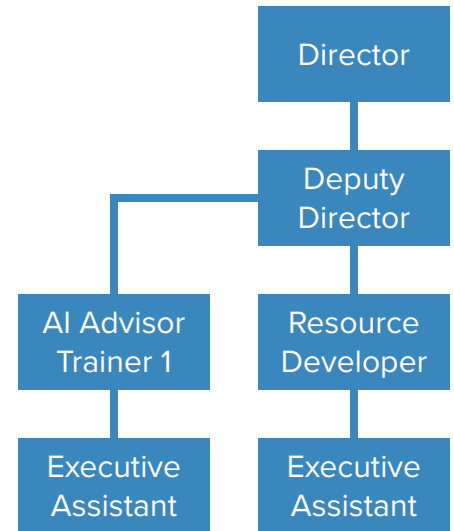 Director
Deputy
Director
AI Advisor
Trainer 1
Resource
Developer
Executive
Assistant
Executive
Assistant